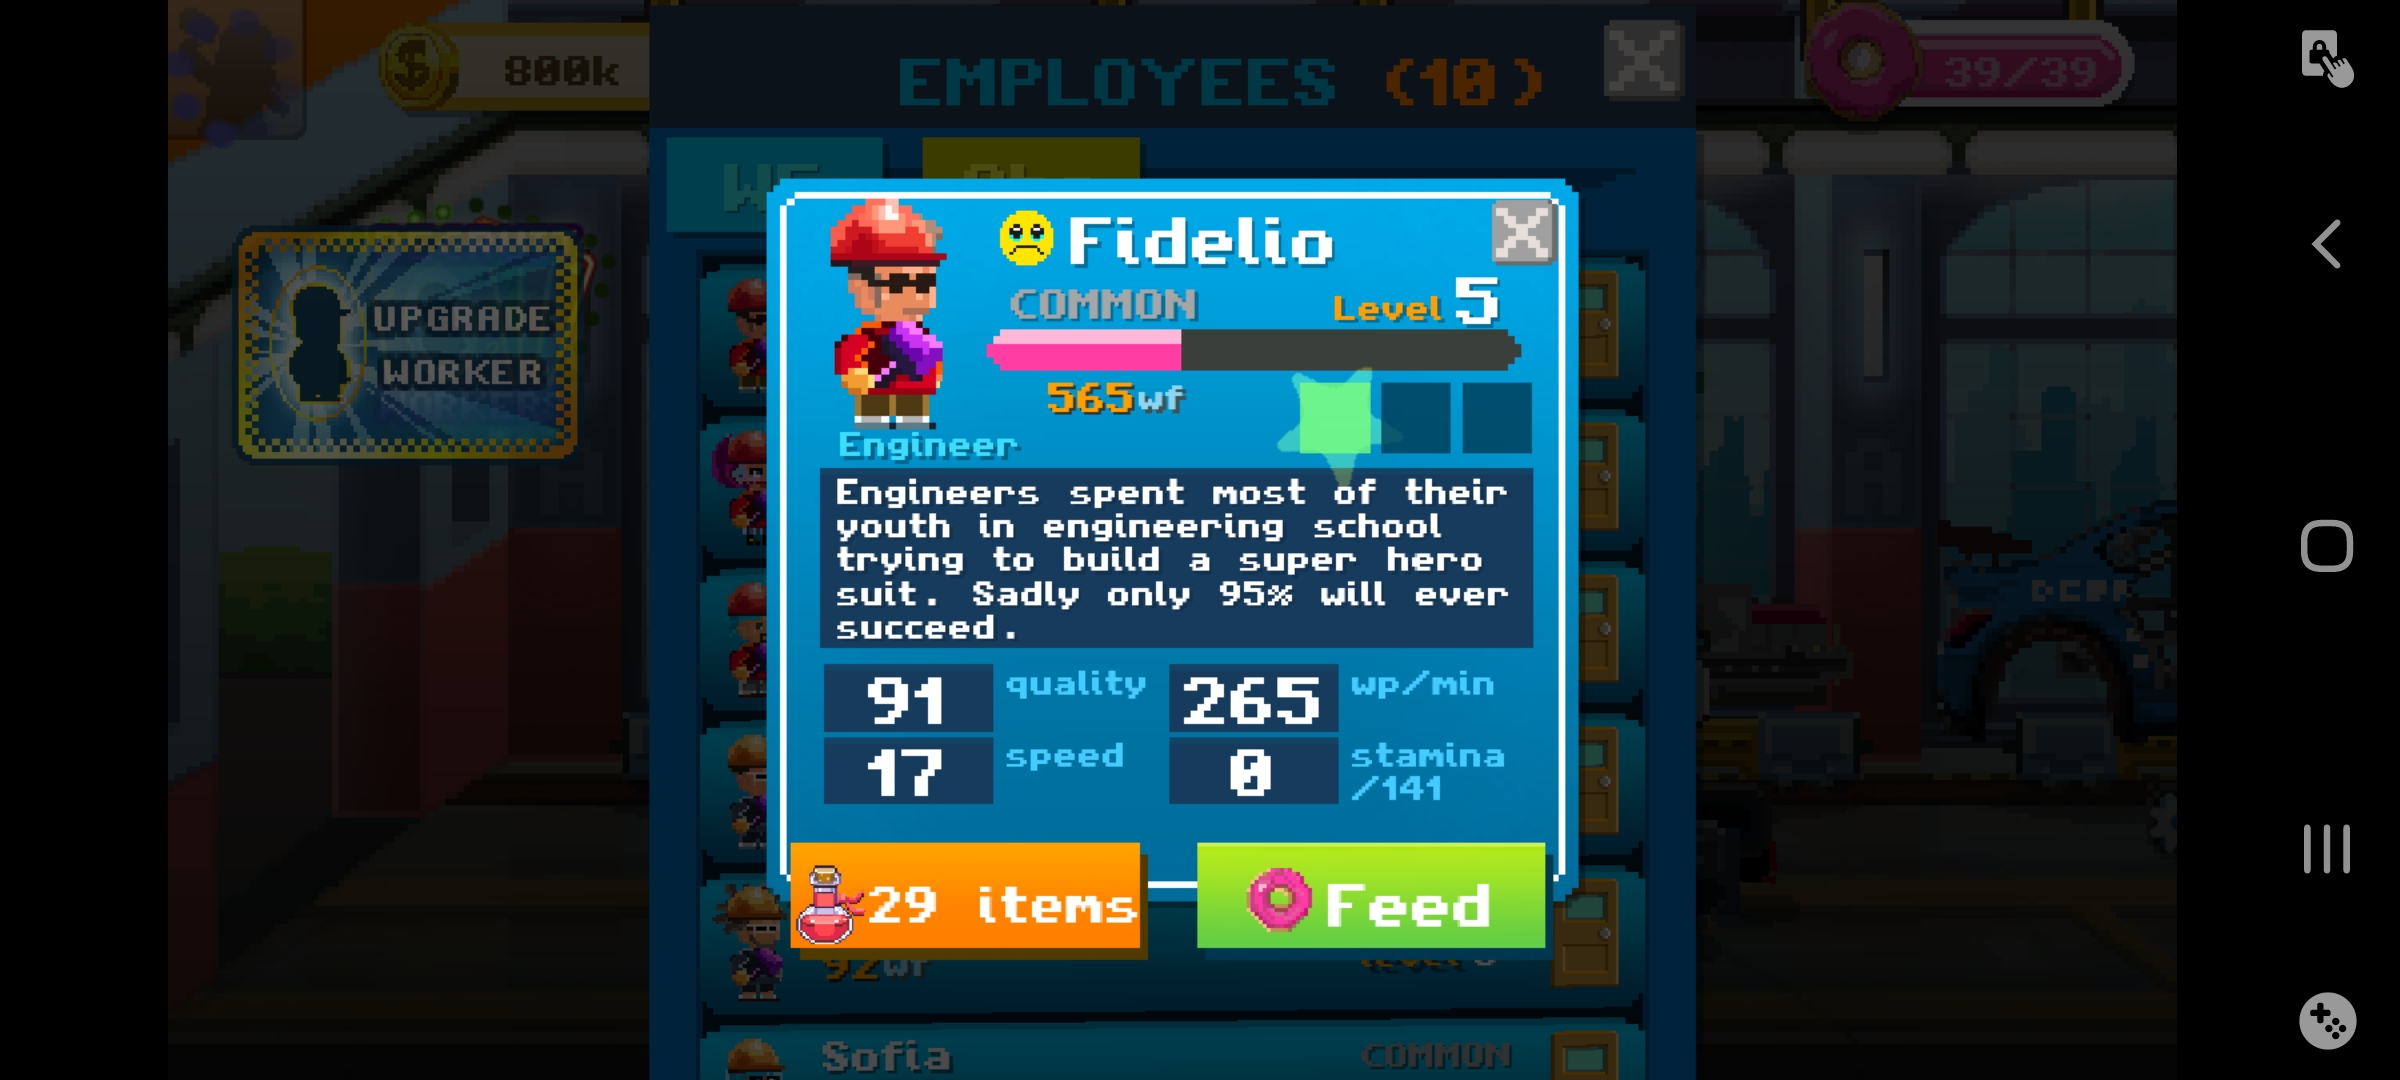 800k
EMPLOYEES (10)
39/39
UPGRADE
WORKER
Fidelio
COMMON
Level 5
565wf
Engineer
Engineers spent most of their
youth in engineering school
trying to build a super hero
suit. Sadly only 95% will ever
succeed.
91 quality
265 wp/min
17 speed
0 stamina
/141
29 items
Feed
92wf
Sofia
COMMON